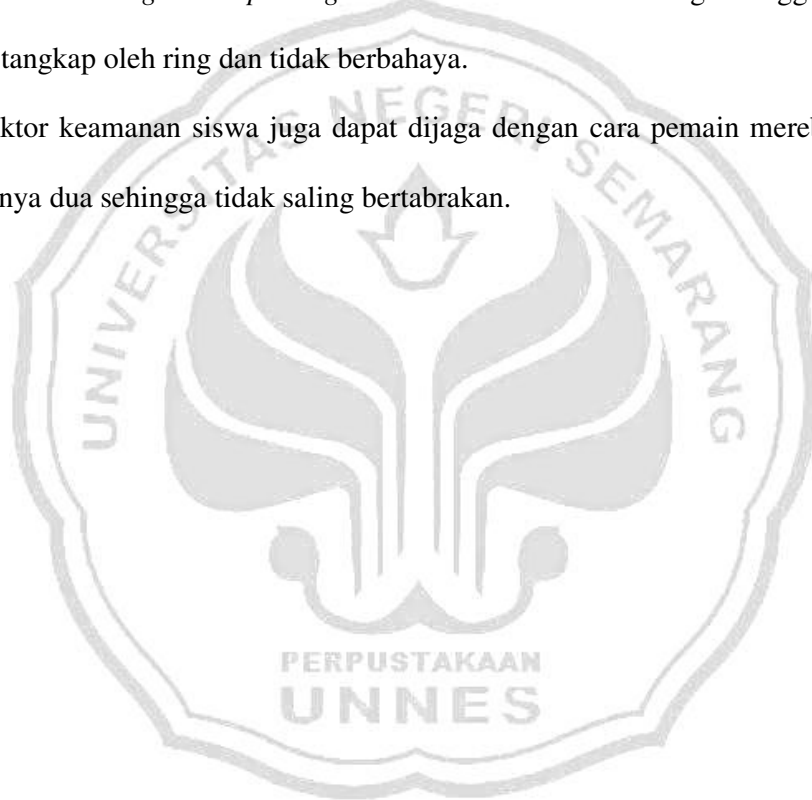 tangkap oleh ring dan tidak berbahaya.
ktor keamanan siswa juga dapat dijaga dengan cara pemain mereb
nya dua sehingga tidak saling bertabrakan.
UNIVERSITAS NEGERI SEMARANG
PERPUSTAKAAN
UNNES